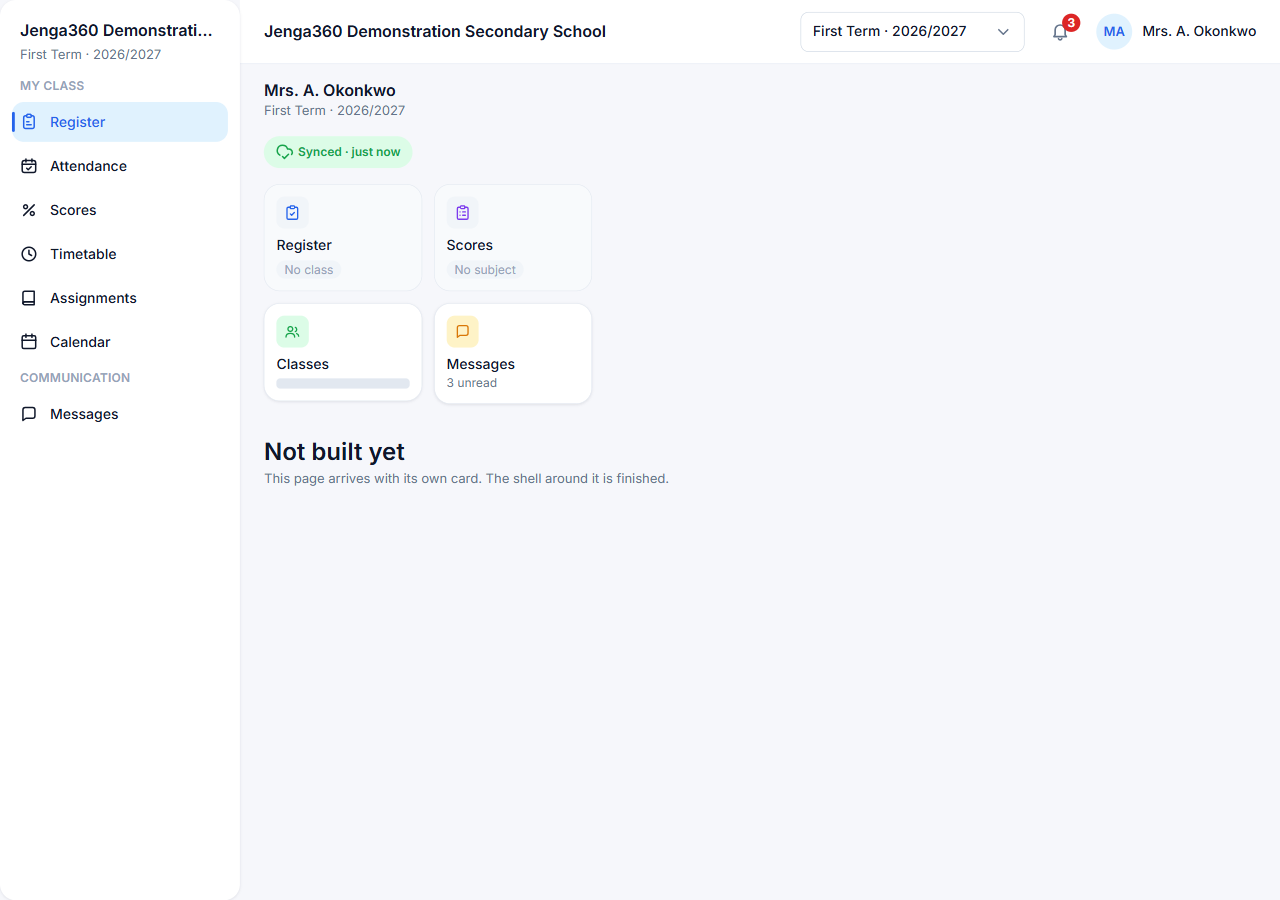 Jenga360 Demonstrati...
First Term · 2026/2027
MY CLASS
Register
Attendance
Scores
Timetable
Assignments
Calendar
COMMUNICATION
Messages
Jenga360 Demonstration Secondary School
First Term · 2026/2027
3
MA
Mrs. A. Okonkwo
Mrs. A. Okonkwo
First Term · 2026/2027
Synced · just now
Register
No class
Scores
No subject
Classes
Messages
3 unread
Not built yet
This page arrives with its own card. The shell around it is finished.